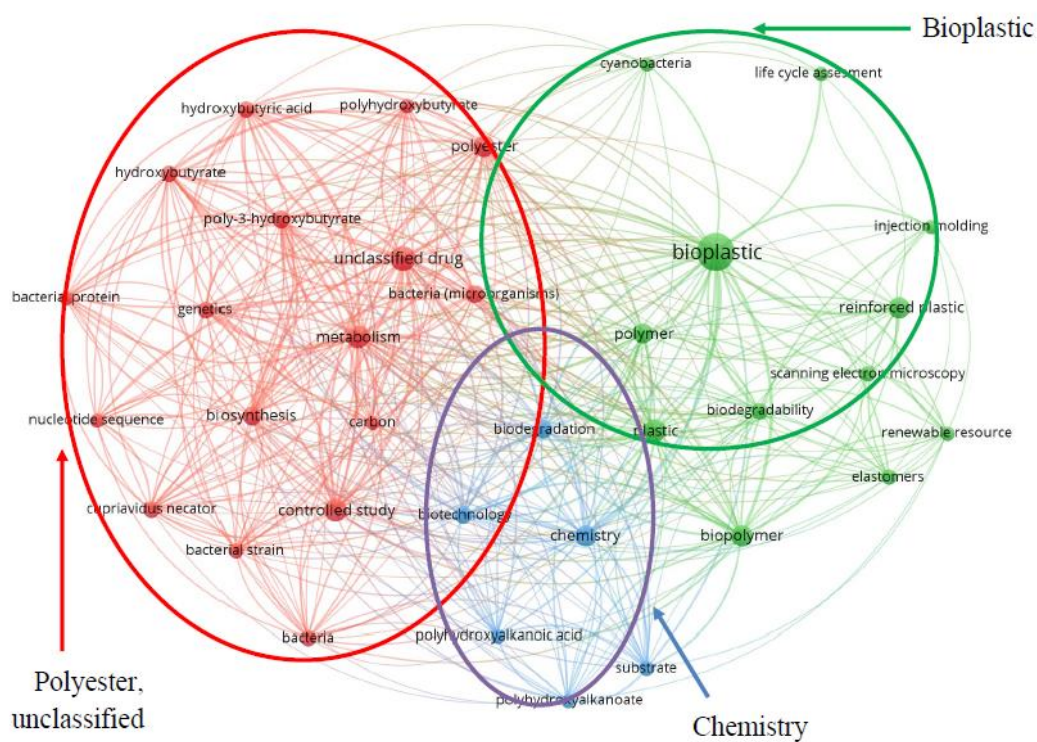 Bioplastic
cyanobacteria
life cycle assesment
hydroxybutyric acid
polyhydroxybutyrate
polyester
hydroxybutyrate
poly-3-hydroxybutyrate
injection molding
unclassified drug
bioplastic
bacterial protein
genetics
bacteria (microorganisms)
reinforced plastic
metabolism
polymer
scanning electron microscopy
nucleotide sequence
biosynthesis
carbon
biodegradation
plastic
biodegradability
renewable resource
elastomers
cupriavidus necator
controlled study
biotechnology
chemistry
biopolymer
bacterial strain
bacteria
polyhydroxyalkanoic acid
substrate
polyhydroxyalkanoate
Polyester,
unclassified
Chemistry